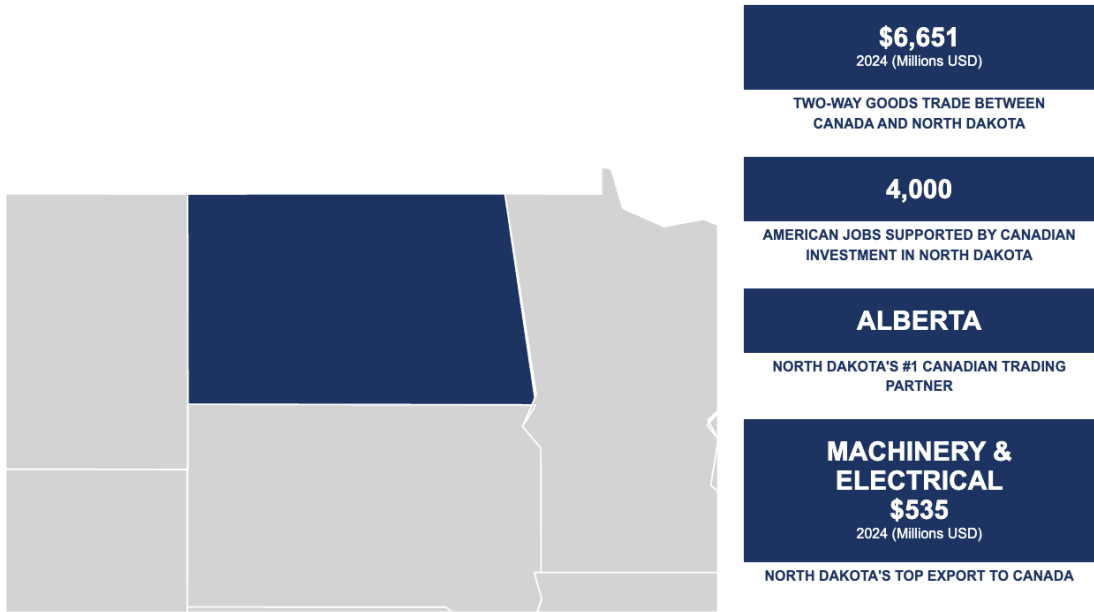 $6,651
2024 (Millions USD)
TWO-WAY GOODS TRADE BETWEEN
CANADA AND NORTH DAKOTA
4,000
AMERICAN JOBS SUPPORTED BY CANADIAN
INVESTMENT IN NORTH DAKOTA
ALBERTA
NORTH DAKOTA'S #1 CANADIAN TRADING
PARTNER
MACHINERY &
ELECTRICAL
$535
2024 (Millions USD)
NORTH DAKOTA'S TOP EXPORT TO CANADA